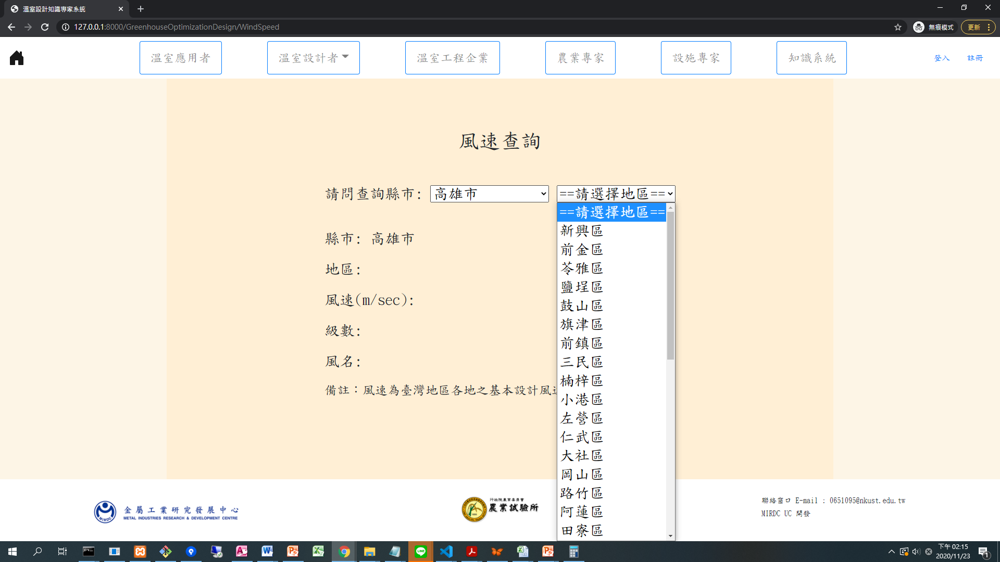 溫室設計知識專家系統
127.0.0.1:8000/GreenhouseOptimizationDesign/WindSpeed
無痕模式
更新
溫室應用者
溫室設計者
溫室工程企業
農業專家
設施專家
知識系統
登入
註冊
風速查詢
請問查詢縣市:
高雄市
==請選擇地區==
==請選擇地區==
新興區
前金區
苓雅區
鹽埕區
鼓山區
旗津區
前鎮區
三民區
楠梓區
小港區
左營區
仁武區
大社區
岡山區
路竹區
阿蓮區
田寮區
縣市: 高雄市
地區:
風速(m/sec):
級數:
風名:
備註：風速為臺灣地區各地之基本設計風
MIRDC
金屬工業研究發展中心
METAL INDUSTRIES RESEARCH & DEVELOPMENT CENTRE
行政院農業委員會
農業試驗所
聯絡窗口 E-mail : 0651095@nkust.edu.tw
MIRDC UC 開發
LINE
下午 02:15
2020/11/23
1